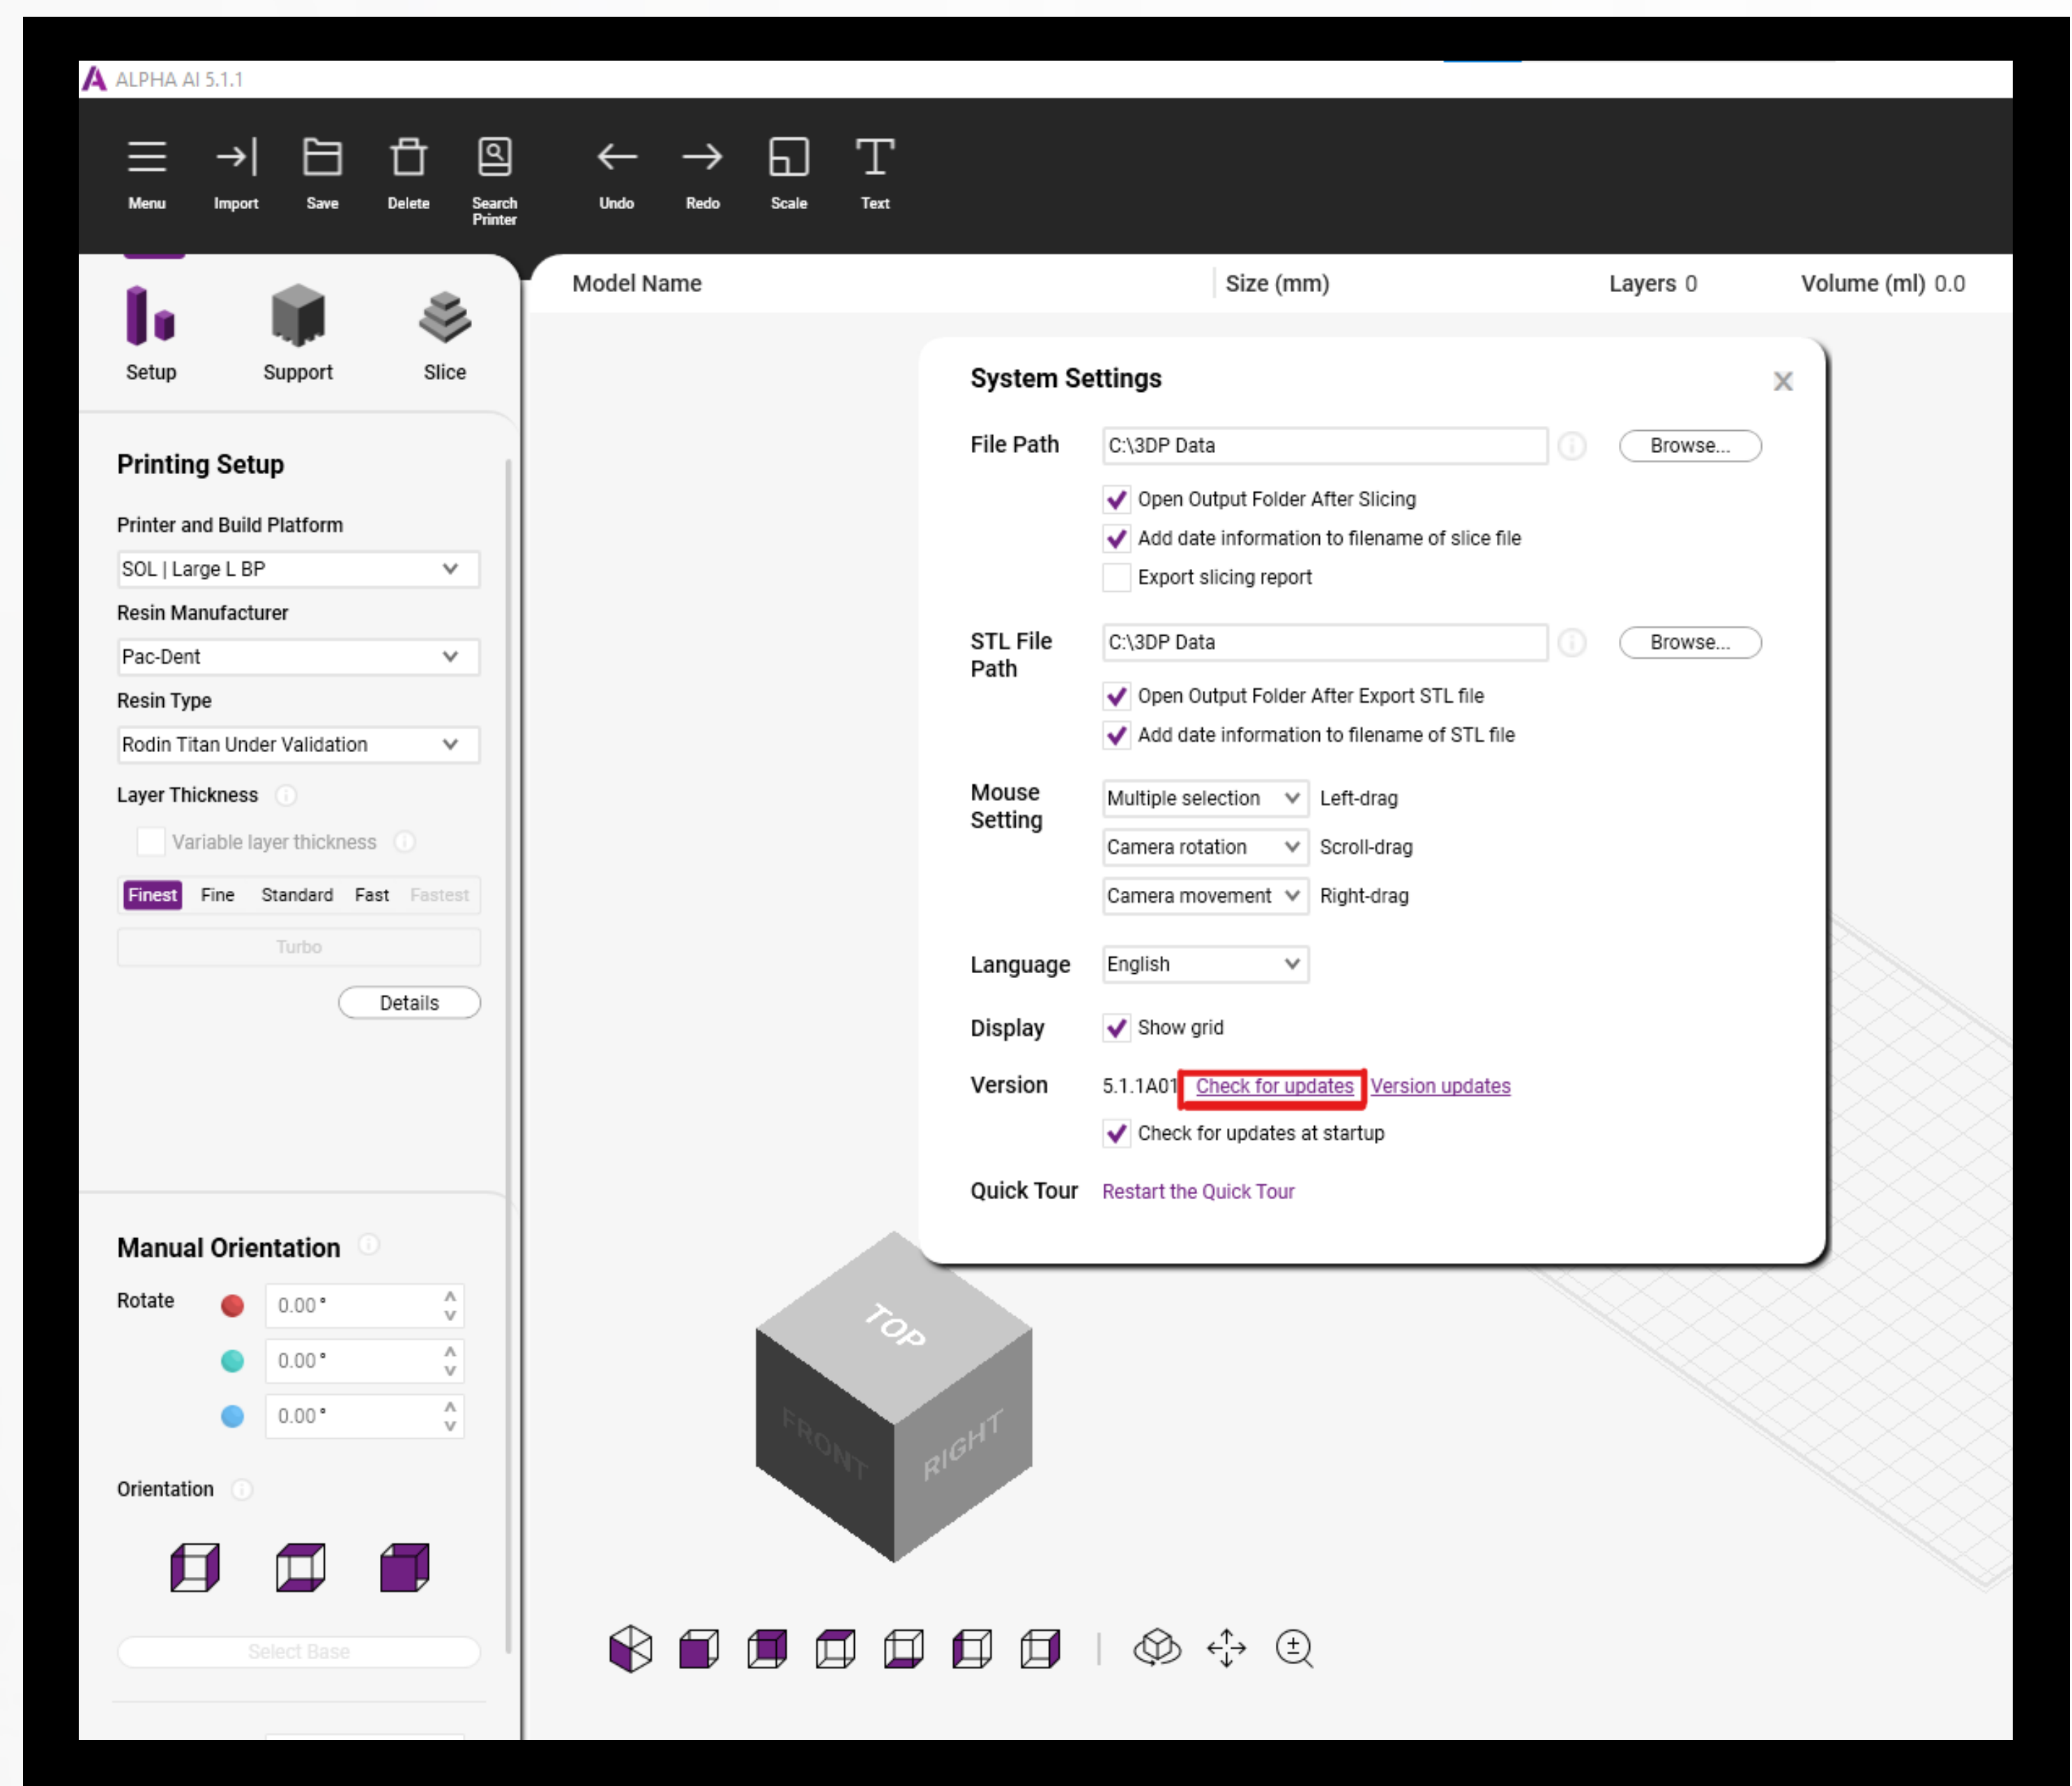 ALPHA AI 5.1.1
Menu
Import
Save
Delete
Search
Printer
Undo
Redo
Scale
Text
Setup
Support
Slice
Model Name
Size (mm)
Layers 0
Volume (ml) 0.0
Printing Setup
Printer and Build Platform
SOL | Large L BP
Resin Manufacturer
Pac-Dent
Resin Type
Rodin Titan Under Validation
Layer Thickness
Variable layer thickness
Finest Fine Standard Fast Fastest
Turbo
Details
Manual Orientation
Rotate
0.00°
0.00°
0.00°
Orientation
Select Base
System Settings
File Path
C:\3DP Data
Browse...
Open Output Folder After Slicing
Add date information to filename of slice file
Export slicing report
STL File
Path
C:\3DP Data
Browse...
Open Output Folder After Export STL file
Add date information to filename of STL file
Mouse
Setting
Multiple selection Left-drag
Camera rotation Scroll-drag
Camera movement Right-drag
Language English
Display Show grid
Version 5.1.1A01 Check for updates Version updates
Check for updates at startup
Quick Tour Restart the Quick Tour
TOP
FRONT
RIGHT